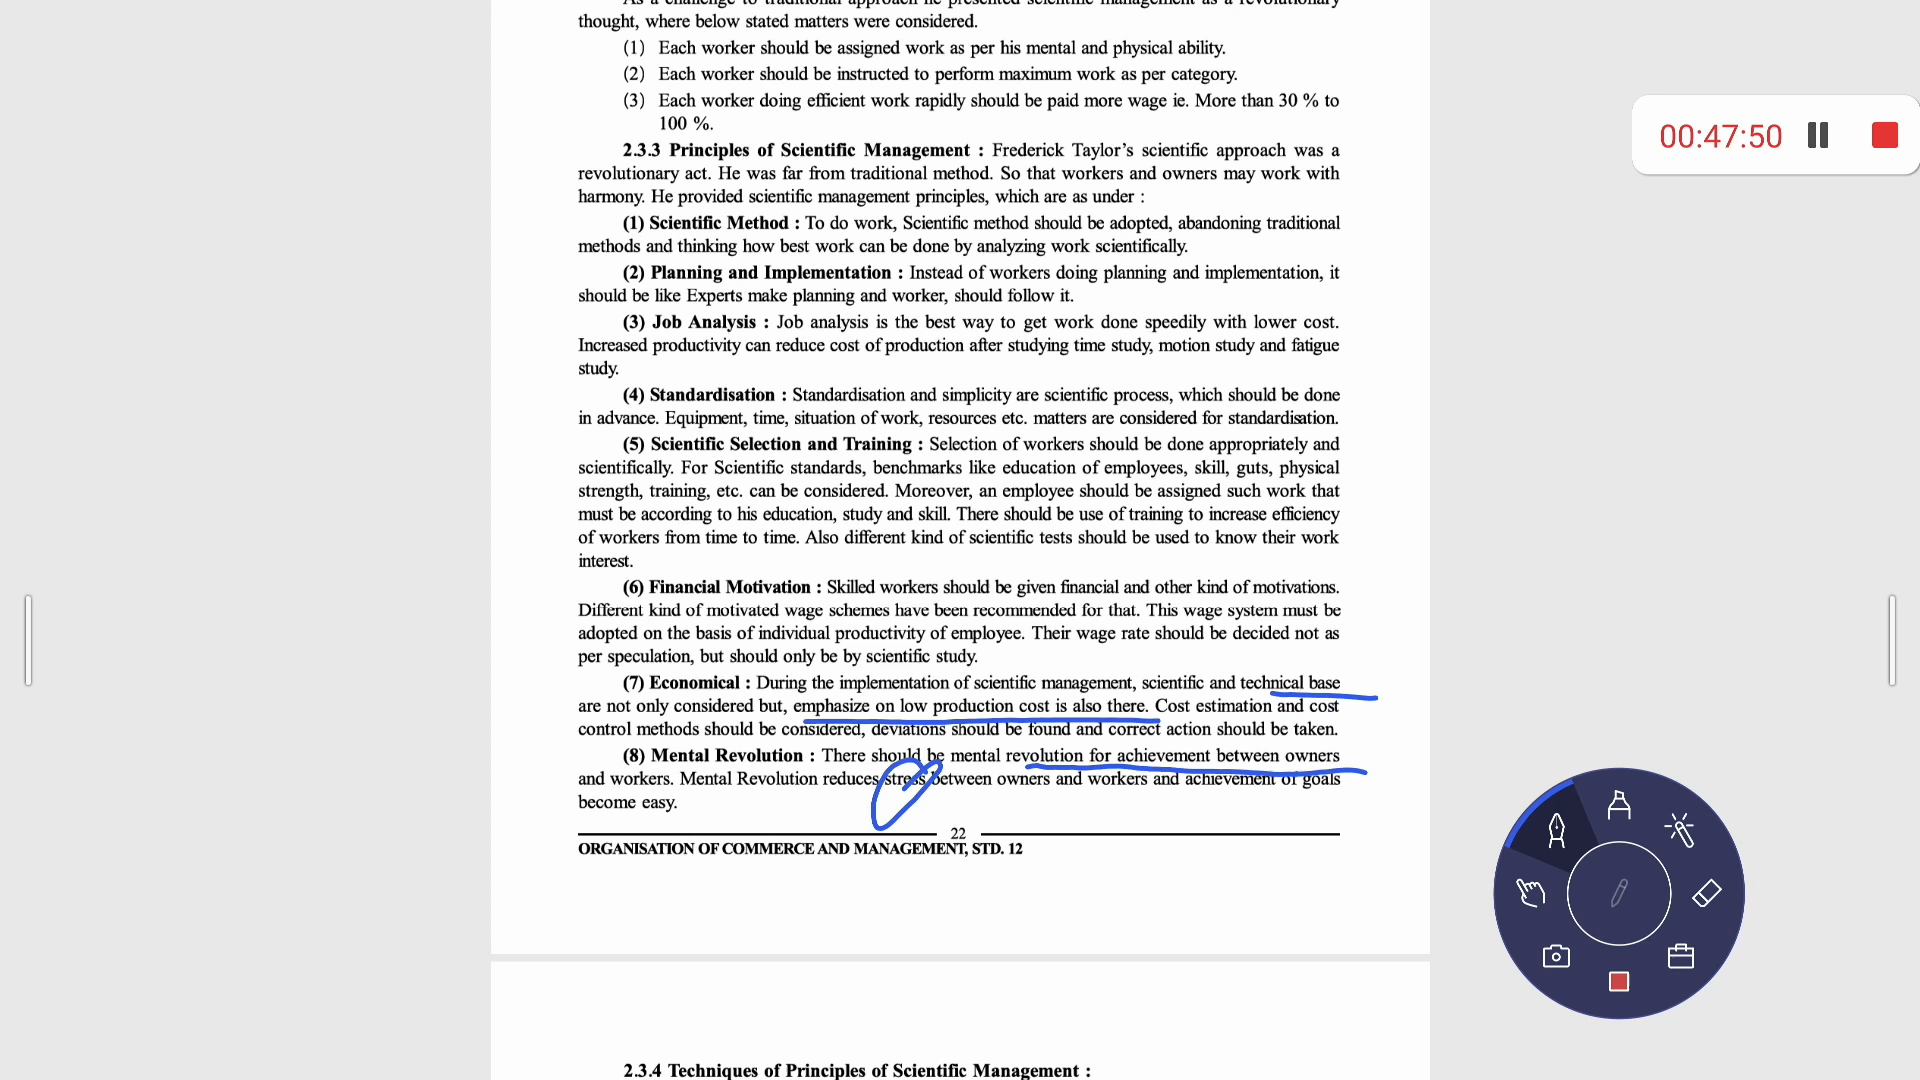 thought, where below stated matters were considered.
(1) Each worker should be assigned work as per his mental and physical ability.
(2) Each worker should be instructed to perform maximum work as per category.
(3) Each worker doing efficient work rapidly should be paid more wage ie. More than 30 % to
100 %.
2.3.3 Principles of Scientific Management : Frederick Taylor's scientific approach was a
revolutionary act. He was far from traditional method. So that workers and owners may work with
harmony. He provided scientific management principles, which are as under :
(1) Scientific Method : To do work, Scientific method should be adopted, abandoning traditional
methods and thinking how best work can be done by analyzing work scientifically.
(2) Planning and Implementation : Instead of workers doing planning and implementation, it
should be like Experts make planning and worker, should follow it.
(3) Job Analysis : Job analysis is the best way to get work done speedily with lower cost.
Increased productivity can reduce cost of production after studying time study, motion study and fatigue
study.
(4) Standardisation : Standardisation and simplicity are scientific process, which should be done
in advance. Equipment, time, situation of work, resources etc. matters are considered for standardisation.
(5) Scientific Selection and Training : Selection of workers should be done appropriately and
scientifically. For Scientific standards, benchmarks like education of employees, skill, guts, physical
strength, training, etc. can be considered. Moreover, an employee should be assigned such work that
must be according to his education, study and skill. There should be use of training to increase efficiency
of workers from time to time. Also different kind of scientific tests should be used to know their work
interest.
(6) Financial Motivation : Skilled workers should be given financial and other kind of motivations.
Different kind of motivated wage schemes have been recommended for that. This wage system must be
adopted on the basis of individual productivity of employee. Their wage rate should be decided not as
per speculation, but should only be by scientific study.
(7) Economical : During the implementation of scientific management, scientific and technical base
are not only considered but, emphasize on low production cost is also there. Cost estimation and cost
control methods should be considered, deviations should be found and correct action should be taken.
(8) Mental Revolution : There should be mental revolution for achievement between owners
and workers. Mental Revolution reduces stress between owners and workers and achievement of goals
become easy.
22
ORGANISATION OF COMMERCE AND MANAGEMENT, STD. 12
2.3.4 Techniques of Principles of Scientific Management :
00:47:50